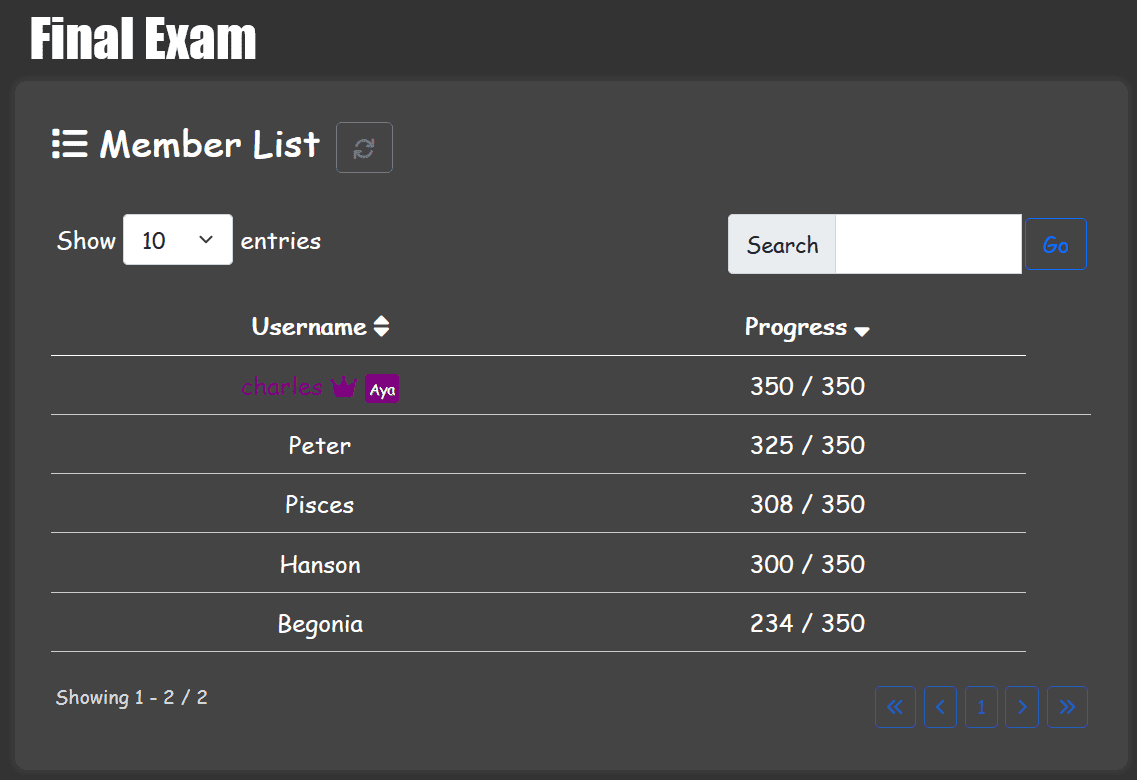 Final Exam
Member List
Show 10 entries
Search Go
Username Progress
charles Aya 350 / 350
Peter 325 / 350
Pisces 308 / 350
Hanson 300 / 350
Begonia 234 / 350
Showing 1 - 2 / 2
« < 1 > »